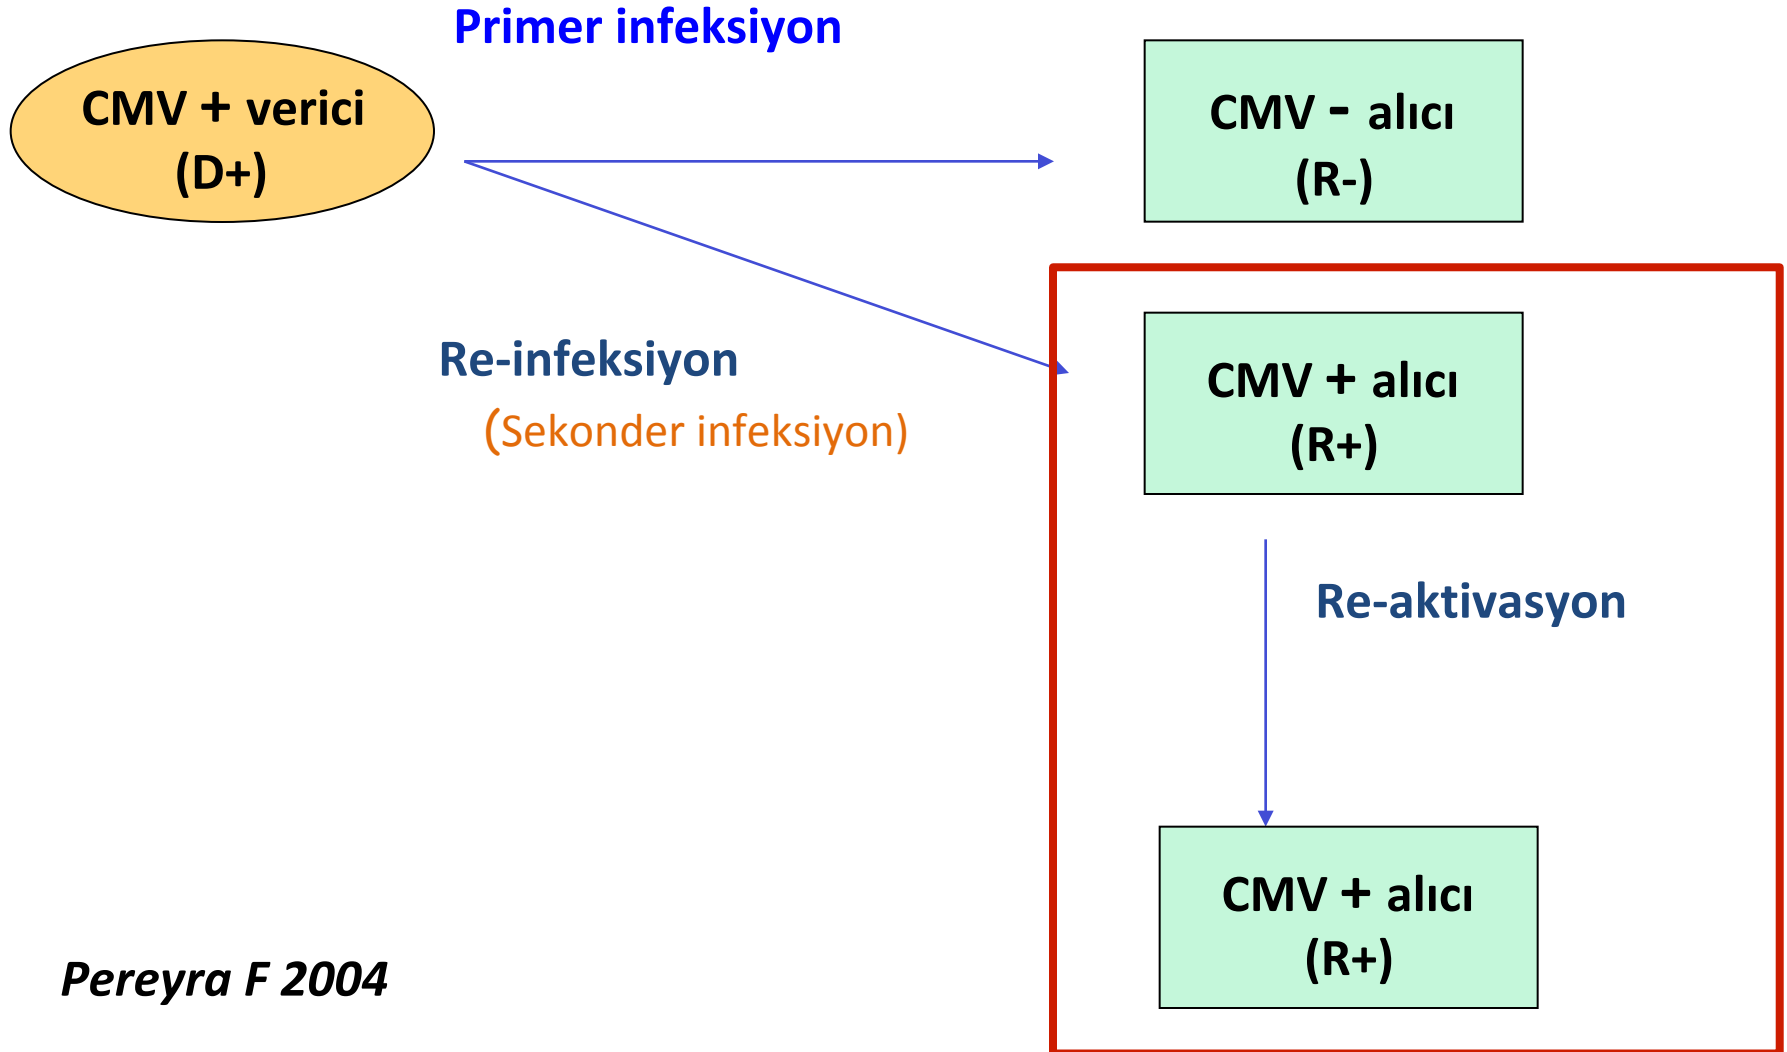 Primer infeksiyon
CMV + verici
(D+)
CMV - alıcı
(R-)
Re-infeksiyon
(Sekonder infeksiyon)
CMV + alıcı
(R+)
Re-aktivasyon
CMV + alıcı
(R+)
Pereyra F 2004